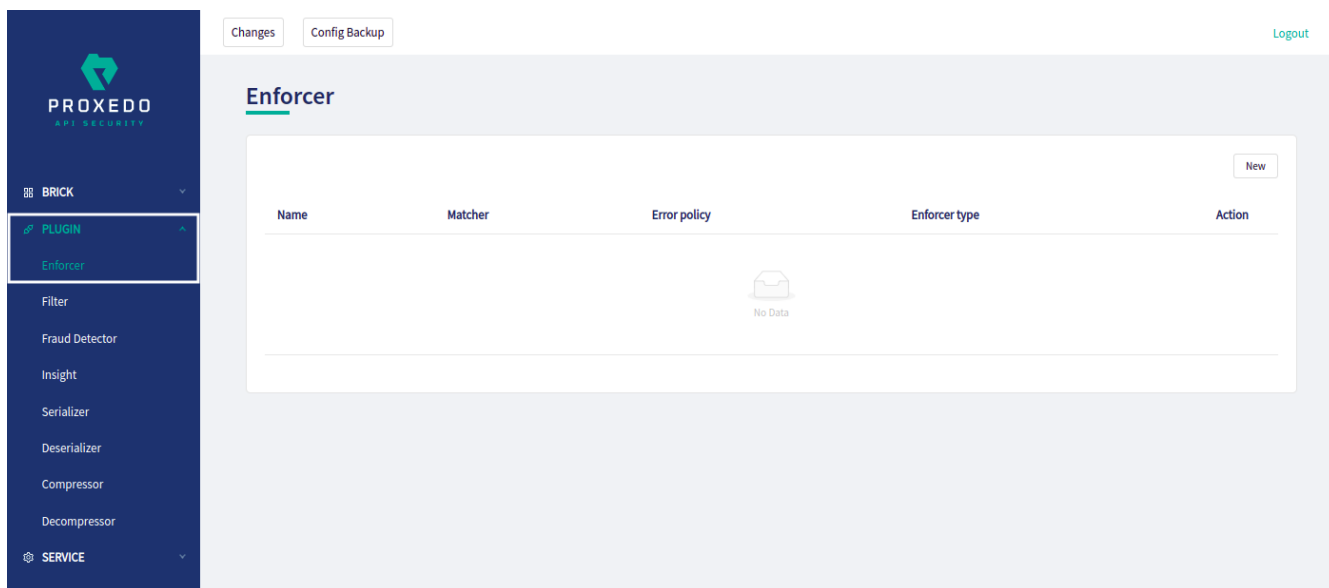 Changes
Config Backup
Logout
PROXEDO
API SECURITY
Enforcer
New
BRICK
Name
Matcher
Error policy
Enforcer type
Action
PLUGIN
Enforcer
Filter
No Data
Fraud Detector
Insight
Serializer
Deserializer
Compressor
Decompressor
SERVICE